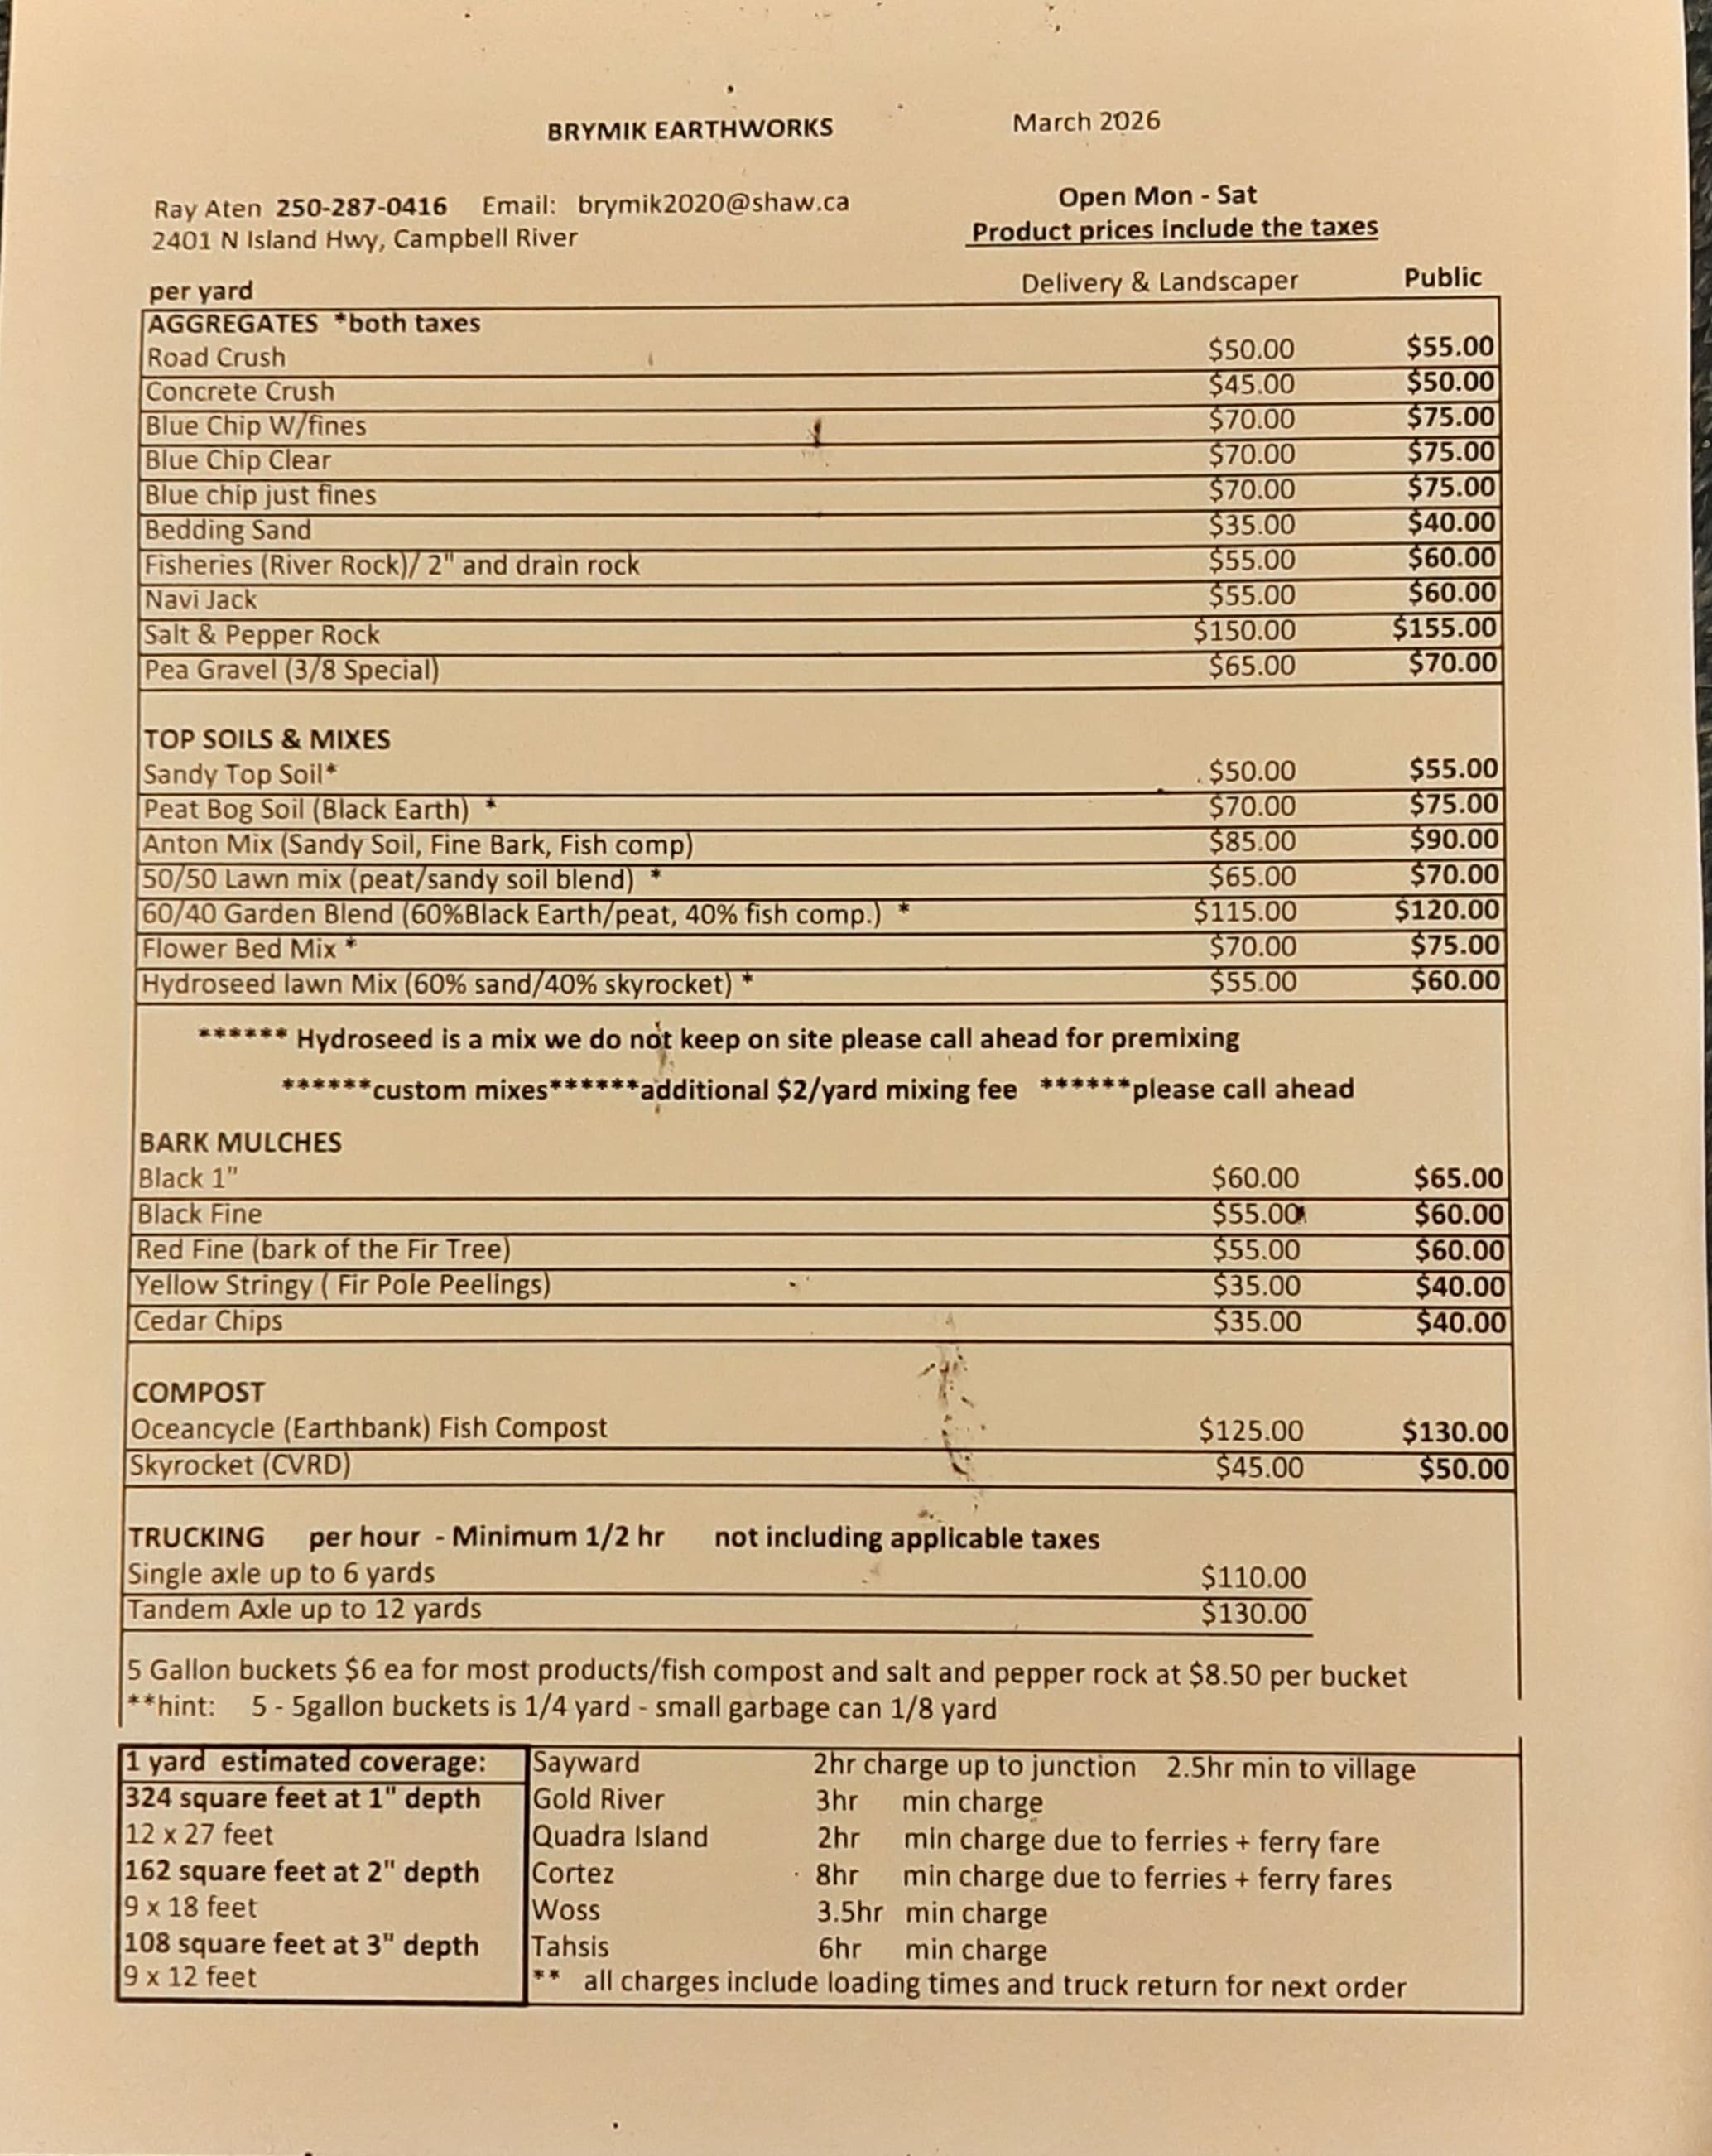 BRYMIK EARTHWORKS March 2026
Ray Aten 250-287-0416 Email: brymik2020@shaw.ca Open Mon - Sat
2401 N Island Hwy, Campbell River Product prices include the taxes
per yard Delivery & Landscaper Public
AGGREGATES *both taxes
Road Crush $50.00 $55.00
Concrete Crush $45.00 $50.00
Blue Chip W/fines $70.00 $75.00
Blue Chip Clear $70.00 $75.00
Blue chip just fines $70.00 $75.00
Bedding Sand $35.00 $40.00
Fisheries (River Rock)/ 2" and drain rock $55.00 $60.00
Navi Jack $55.00 $60.00
Salt & Pepper Rock $150.00 $155.00
Pea Gravel (3/8 Special) $65.00 $70.00
TOP SOILS & MIXES
Sandy Top Soil* $50.00 $55.00
Peat Bog Soil (Black Earth) * $70.00 $75.00
Anton Mix (Sandy Soil, Fine Bark, Fish comp) $85.00 $90.00
50/50 Lawn mix (peat/sandy soil blend) * $65.00 $70.00
60/40 Garden Blend (60%Black Earth/peat, 40% fish comp.) * $115.00 $120.00
Flower Bed Mix * $70.00 $75.00
Hydroseed lawn Mix (60% sand/40% skyrocket) * $55.00 $60.00
****** Hydroseed is a mix we do not keep on site please call ahead for premixing
******custom mixes******additional $2/yard mixing fee ******please call ahead
BARK MULCHES
Black 1" $60.00 $65.00
Black Fine $55.00 $60.00
Red Fine (bark of the Fir Tree) $55.00 $60.00
Yellow Stringy ( Fir Pole Peelings) $35.00 $40.00
Cedar Chips $35.00 $40.00
COMPOST
Oceancycle (Earthbank) Fish Compost $125.00 $130.00
Skyrocket (CVRD) $45.00 $50.00
TRUCKING per hour - Minimum 1/2 hr not including applicable taxes
Single axle up to 6 yards $110.00
Tandem Axle up to 12 yards $130.00
5 Gallon buckets $6 ea for most products/fish compost and salt and pepper rock at $8.50 per bucket
**hint: 5 - 5gallon buckets is 1/4 yard - small garbage can 1/8 yard
1 yard estimated coverage:
324 square feet at 1" depth
12 x 27 feet
162 square feet at 2" depth
9 x 18 feet
108 square feet at 3" depth
9 x 12 feet
Sayward 2hr charge up to junction 2.5hr min to village
Gold River 3hr min charge
Quadra Island 2hr min charge due to ferries + ferry fare
Cortez 8hr min charge due to ferries + ferry fares
Woss 3.5hr min charge
Tahsis 6hr min charge
** all charges include loading times and truck return for next order